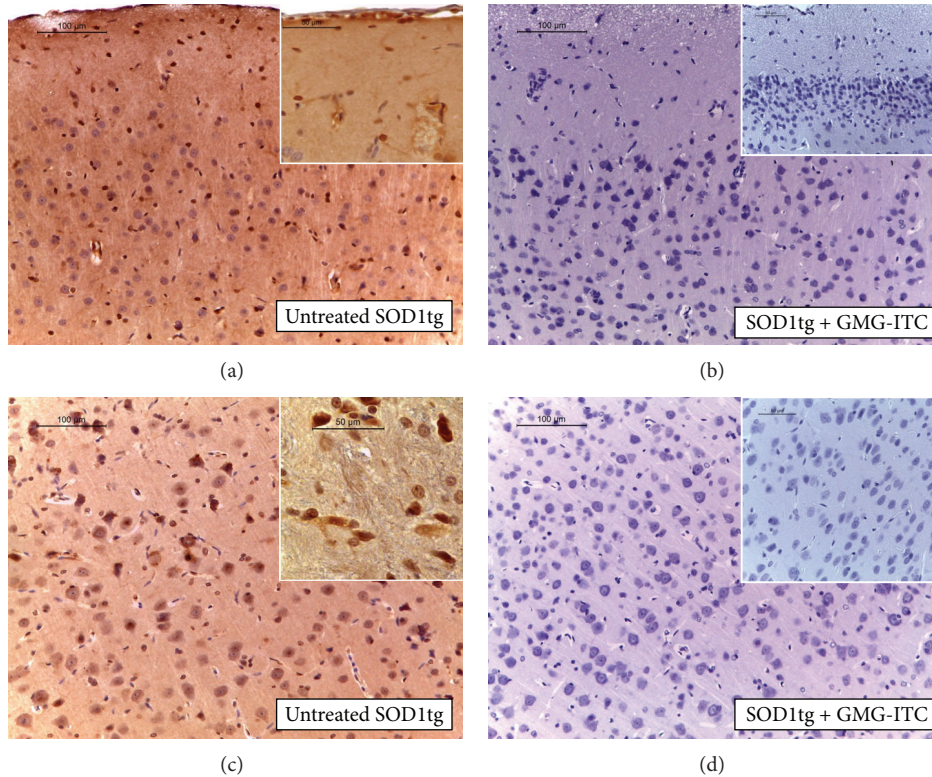 100 µm
50 µm
Untreated SOD1tg
(a)
100 µm
SOD1tg + GMG-ITC
(b)
100 µm
50 µm
Untreated SOD1tg
(c)
100 µm
SOD1tg + GMG-ITC
(d)